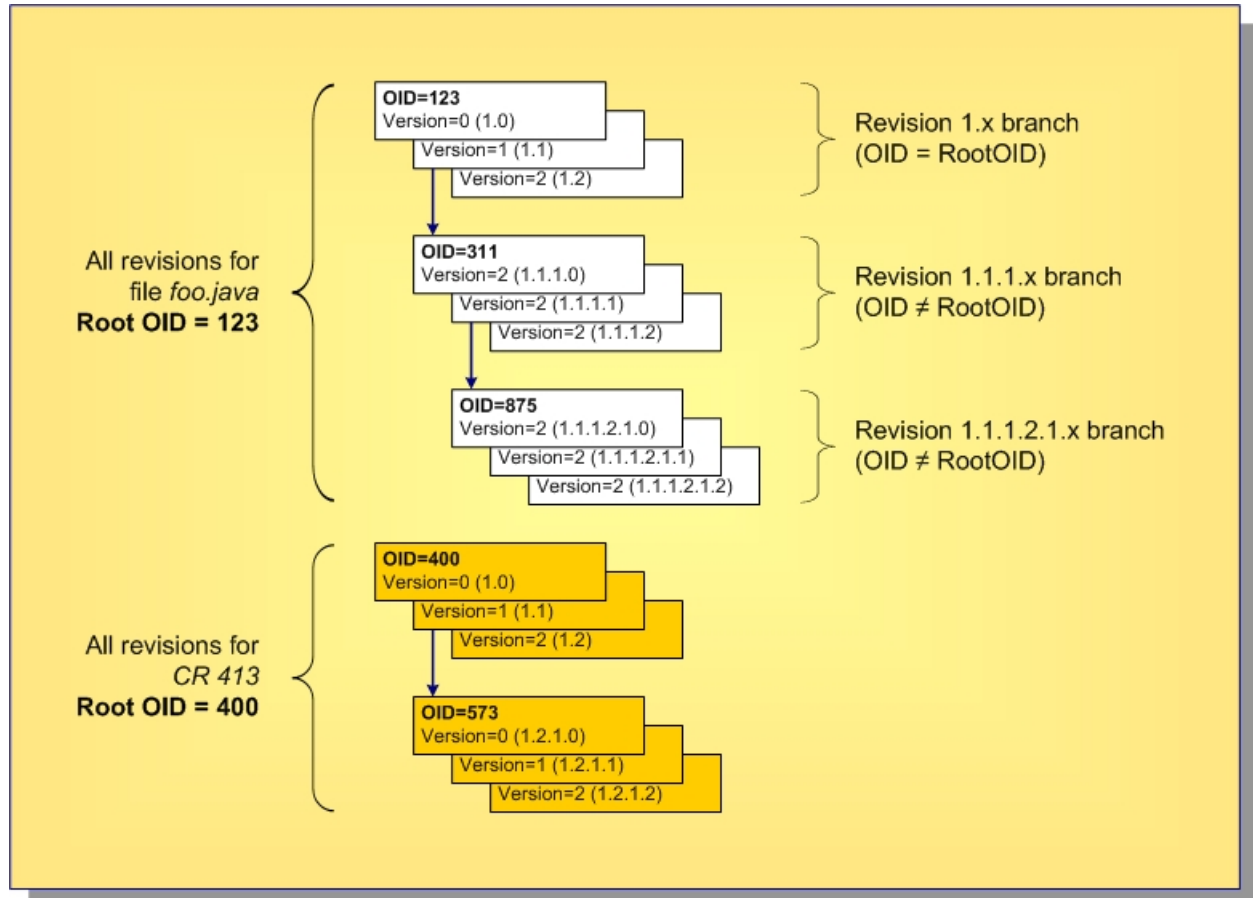 OID=123
Version=0 (1.0)
Version=1 (1.1)
Version=2 (1.2)
Revision 1.x branch
(OID = RootOID)
All revisions for
file foo.java
Root OID = 123
OID=311
Version=2 (1.1.1.0)
Version=2 (1.1.1.1)
Version=2 (1.1.1.2)
Revision 1.1.1.x branch
(OID ≠ RootOID)
OID=875
Version=2 (1.1.1.2.1.0)
Version=2 (1.1.1.2.1.1)
Version=2 (1.1.1.2.1.2)
Revision 1.1.1.2.1.x branch
(OID ≠ RootOID)
All revisions for
CR 413
Root OID = 400
OID=400
Version=0 (1.0)
Version=1 (1.1)
Version=2 (1.2)
OID=573
Version=0 (1.2.1.0)
Version=1 (1.2.1.1)
Version=2 (1.2.1.2)